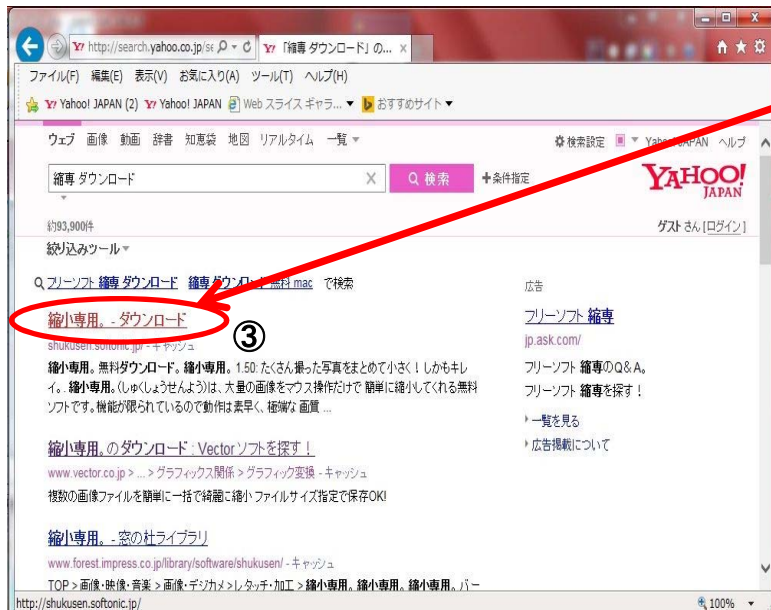 http://search.yahoo.co.jp/se
「縮専 ダウンロード」の...
ファイル(F) 編集(E) 表示(V) お気に入り(A) ツール(T) ヘルプ(H)
Yahoo! JAPAN (2) Yahoo! JAPAN Web スライス ギャラ... おすすめサイト
ウェブ 画像 動画 辞書 知恵袋 地図 リアルタイム 一覧
検索設定 Yahoo! JAPAN ヘルプ
縮専 ダウンロード
検索 +条件指定
YAHOO!
JAPAN
約93,900件
ゲスト さん [ログイン]
絞り込みツール
フリーソフト 縮専 ダウンロード 縮専 ダウンロード 無料 mac で検索
縮小専用。 - ダウンロード
③
shukusen.softonic.jp/ - キャッシュ
縮小専用。無料ダウンロード。縮小専用。1.50: たくさん撮った写真をまとめて小さく！しかもキレ
イ。. 縮小専用。(しゅくしょうせんよう)は、大量の画像をマウス操作だけで 簡単に縮小してくれる無料
ソフトです。機能が限られているので動作は素早く、極端な 画質 ...
縮小専用。のダウンロード : Vector ソフトを探す！
www.vector.co.jp > ... > グラフィックス関係 > グラフィック変換 - キャッシュ
複数の画像ファイルを簡単に一括で綺麗に縮小 ファイルサイズ指定で保存OK!
縮小専用。 - 窓の杜ライブラリ
www.forest.impress.co.jp/library/software/shukusen/ - キャッシュ
TOP > 画像・映像・音楽 > 画像・デジカメ > レタッチ・加工 > 縮小専用。縮小専用。縮小専用。バー
広告
フリーソフト 縮専
jp.ask.com/
フリーソフト 縮専のQ&A。
フリーソフト 縮専を探す！
一覧を見る
広告掲載について
http://shukusen.softonic.jp/
100%